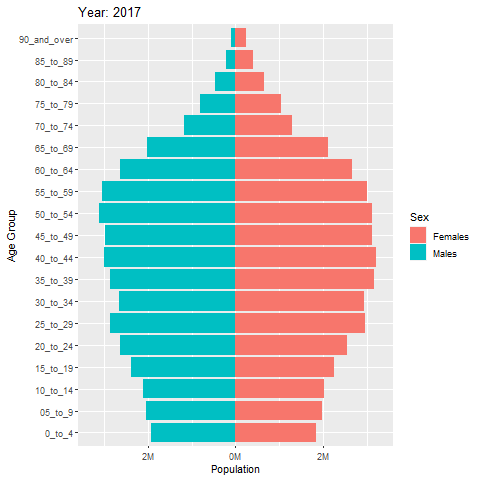 Year: 2017
Age Group
90_and_over
85_to_89
80_to_84
75_to_79
70_to_74
65_to_69
60_to_64
55_to_59
50_to_54
45_to_49
40_to_44
35_to_39
30_to_34
25_to_29
20_to_24
15_to_19
10_to_14
05_to_9
0_to_4
2M 0M 2M
Population
Sex
Females
Males